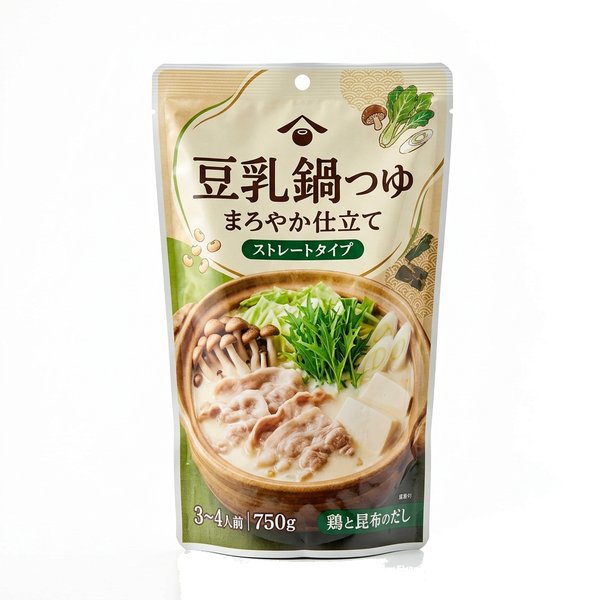 豆乳鍋つゆ
まろやか仕立て
ストレートタイプ
3〜4人前 | 750g
鶏と昆布のだし